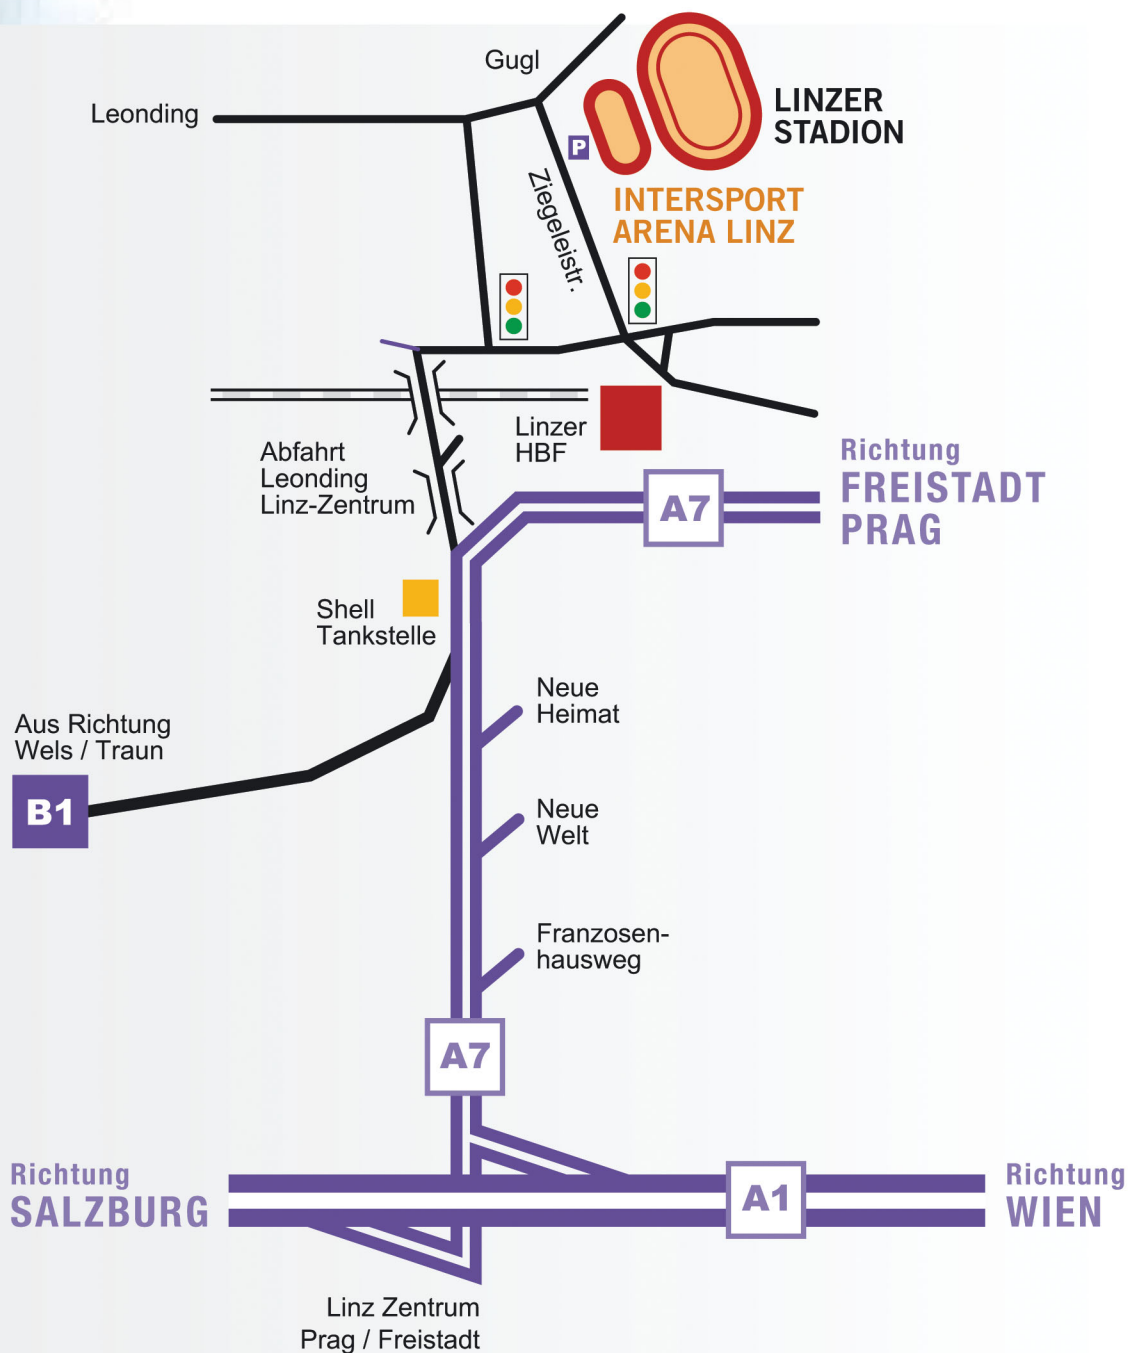 Gugl
Leonding
LINZER
STADION
P
Ziegeleistr.
INTERSPORT
ARENA LINZ
Linzer
HBF
Abfahrt
Leonding
Linz-Zentrum
Richtung
FREISTADT
PRAG
A7
Shell
Tankstelle
Neue
Heimat
Aus Richtung
Wels / Traun
B1
Neue
Welt
Franzosen-
hausweg
A7
Richtung
SALZBURG
A1
Richtung
WIEN
Linz Zentrum
Prag / Freistadt